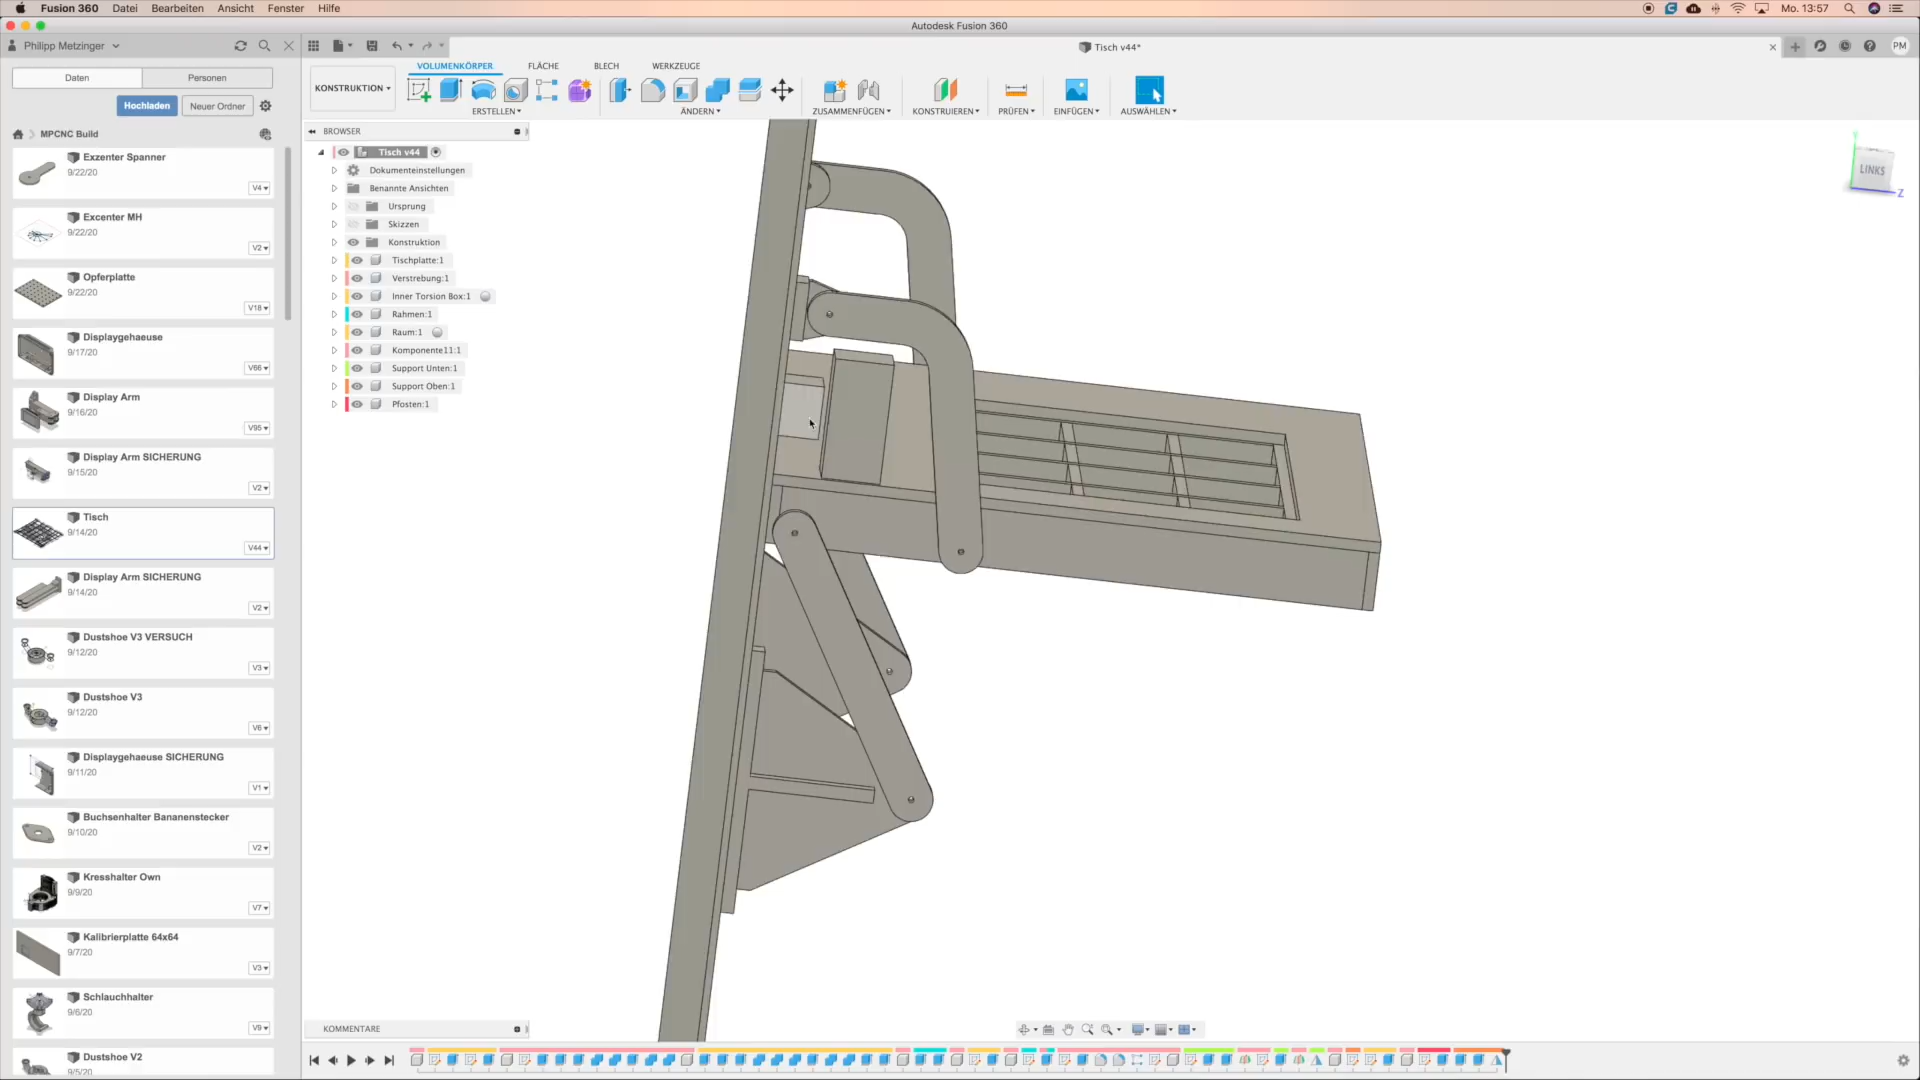 Fusion 360 Datei Bearbeiten Ansicht Fenster Hilfe
Mo. 13:57
Autodesk Fusion 360
Philipp Metzinger
Tisch v44*
PM
Daten Personen
Hochladen Neuer Ordner
MPCNC Build
Exzenter Spanner
9/22/20
V4
Excenter MH
9/22/20
V2
Opferplatte
9/22/20
V18
Displaygehaeuse
9/17/20
V66
Display Arm
9/16/20
V95
Display Arm SICHERUNG
9/15/20
V2
Tisch
9/14/20
V44
Display Arm SICHERUNG
9/14/20
V2
Dustshoe V3 VERSUCH
9/12/20
V3
Dustshoe V3
9/12/20
V6
Displaygehaeuse SICHERUNG
9/11/20
V1
Buchsenhalter Bananenstecker
9/10/20
V2
Kresshalter Own
9/9/20
V7
Kalibrierplatte 64x64
9/7/20
V3
Schlauchhalter
9/6/20
V9
Dustshoe V2
9/5/20
VOLUMENKÖRPER FLÄCHE BLECH WERKZEUGE
KONSTRUKTION
ERSTELLEN ÄNDERN ZUSAMMENFÜGEN KONSTRUIEREN PRÜFEN EINFÜGEN AUSWÄHLEN
BROWSER
Tisch v44
Dokumenteinstellungen
Benannte Ansichten
Ursprung
Skizzen
Konstruktion
Tischplatte:1
Verstrebung:1
Inner Torsion Box:1
Rahmen:1
Raum:1
Komponente11:1
Support Unten:1
Support Oben:1
Pfosten:1
LINKS
Z
KOMMENTARE